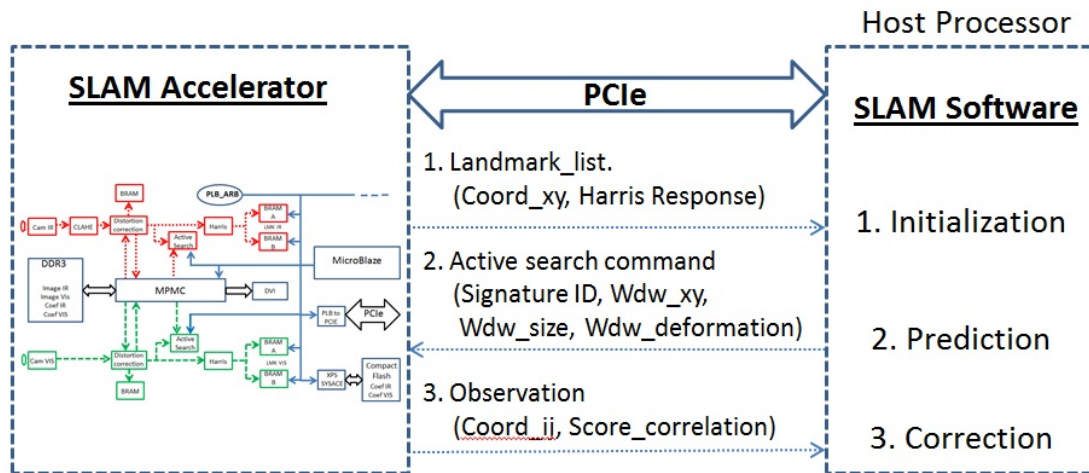 Host Processor
SLAM Accelerator
PCIe
SLAM Software
1. Landmark_list.
(Coord_xy, Harris Response)
1. Initialization
2. Active search command
(Signature ID, Wdw_xy,
Wdw_size, Wdw_deformation)
2. Prediction
3. Observation
(Coord_ij, Score_correlation)
3. Correction
BRAM
PLB_ARB
Cam IR
CLAHE
Distortion
correction
Harris
BRAM
A
LMK IR
BRAM
B
Active
Search
MicroBlaze
DDR3
Image IR
Image Vis
Coef IR
Coef VIS
MPMC
DVI
PLB to
PCIE
PCIe
Active
Search
Cam VIS
Distortion
correction
Harris
BRAM
A
LMK VIS
BRAM
B
BRAM
XPS
SYSACE
Compact
Flash
Coef IR
Coef VIS